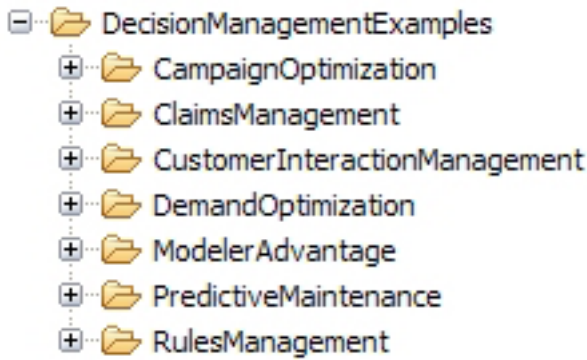 DecisionManagementExamples
CampaignOptimization
ClaimsManagement
CustomerInteractionManagement
DemandOptimization
ModelerAdvantage
PredictiveMaintenance
RulesManagement